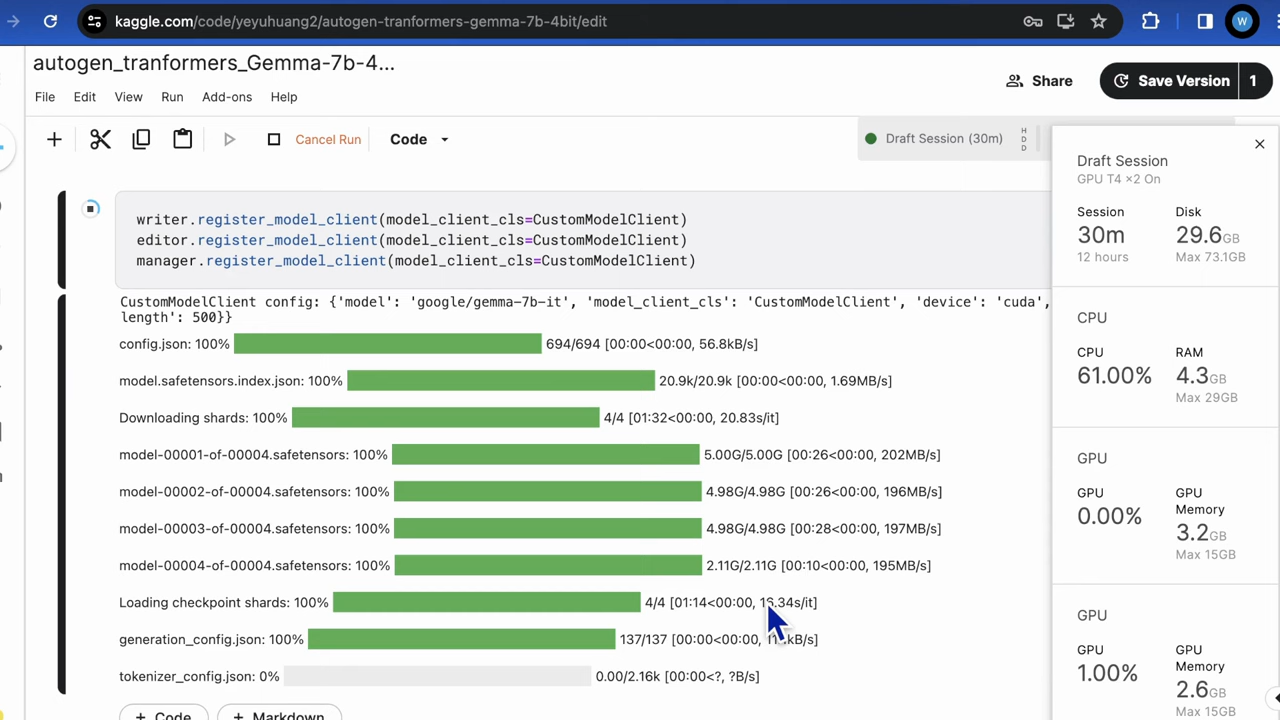 kaggle.com/code/yeyuhuang2/autogen-tranformers-gemma-7b-4bit/edit
W
autogen_tranformers_Gemma-7b-4...
File Edit View Run Add-ons Help
Share
Save Version 1
Cancel Run
Code
Draft Session (30m)
HDD
writer.register_model_client(model_client_cls=CustomModelClient)
editor.register_model_client(model_client_cls=CustomModelClient)
manager.register_model_client(model_client_cls=CustomModelClient)
CustomModelClient config: {'model': 'google/gemma-7b-it', 'model_client_cls': 'CustomModelClient', 'device': 'cuda',
length': 500}}
config.json: 100% 694/694 [00:00<00:00, 56.8kB/s]
model.safetensors.index.json: 100% 20.9k/20.9k [00:00<00:00, 1.69MB/s]
Downloading shards: 100% 4/4 [01:32<00:00, 20.83s/it]
model-00001-of-00004.safetensors: 100% 5.00G/5.00G [00:26<00:00, 202MB/s]
model-00002-of-00004.safetensors: 100% 4.98G/4.98G [00:26<00:00, 196MB/s]
model-00003-of-00004.safetensors: 100% 4.98G/4.98G [00:28<00:00, 197MB/s]
model-00004-of-00004.safetensors: 100% 2.11G/2.11G [00:10<00:00, 195MB/s]
Loading checkpoint shards: 100% 4/4 [01:14<00:00,
generation_config.json: 100% 137/137 [00:00<00:00,
tokenizer_config.json: 0% 0.00/2.16k [00:00<?, ?B/s]
+ Code + Markdown
Draft Session
GPU T4 ×2 On
Session Disk
30m 29.6GB
12 hours Max 73.1GB
CPU
CPU RAM
61.00% 4.3GB
Max 29GB
GPU
GPU GPU Memory
0.00% 3.2GB
Max 15GB
GPU
GPU GPU Memory
1.00% 2.6GB
Max 15GB